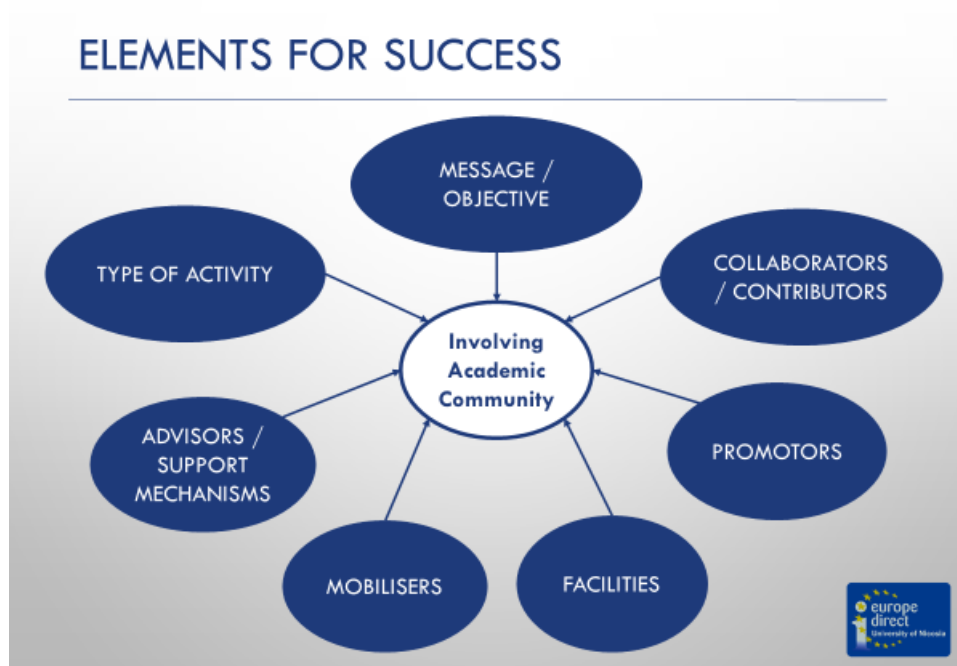 ELEMENTS FOR SUCCESS
MESSAGE /
OBJECTIVE
TYPE OF ACTIVITY
COLLABORATORS
/ CONTRIBUTORS
Involving
Academic
Community
ADVISORS /
SUPPORT
MECHANISMS
PROMOTORS
MOBILISERS
FACILITIES
europe
direct
University of Nicosia